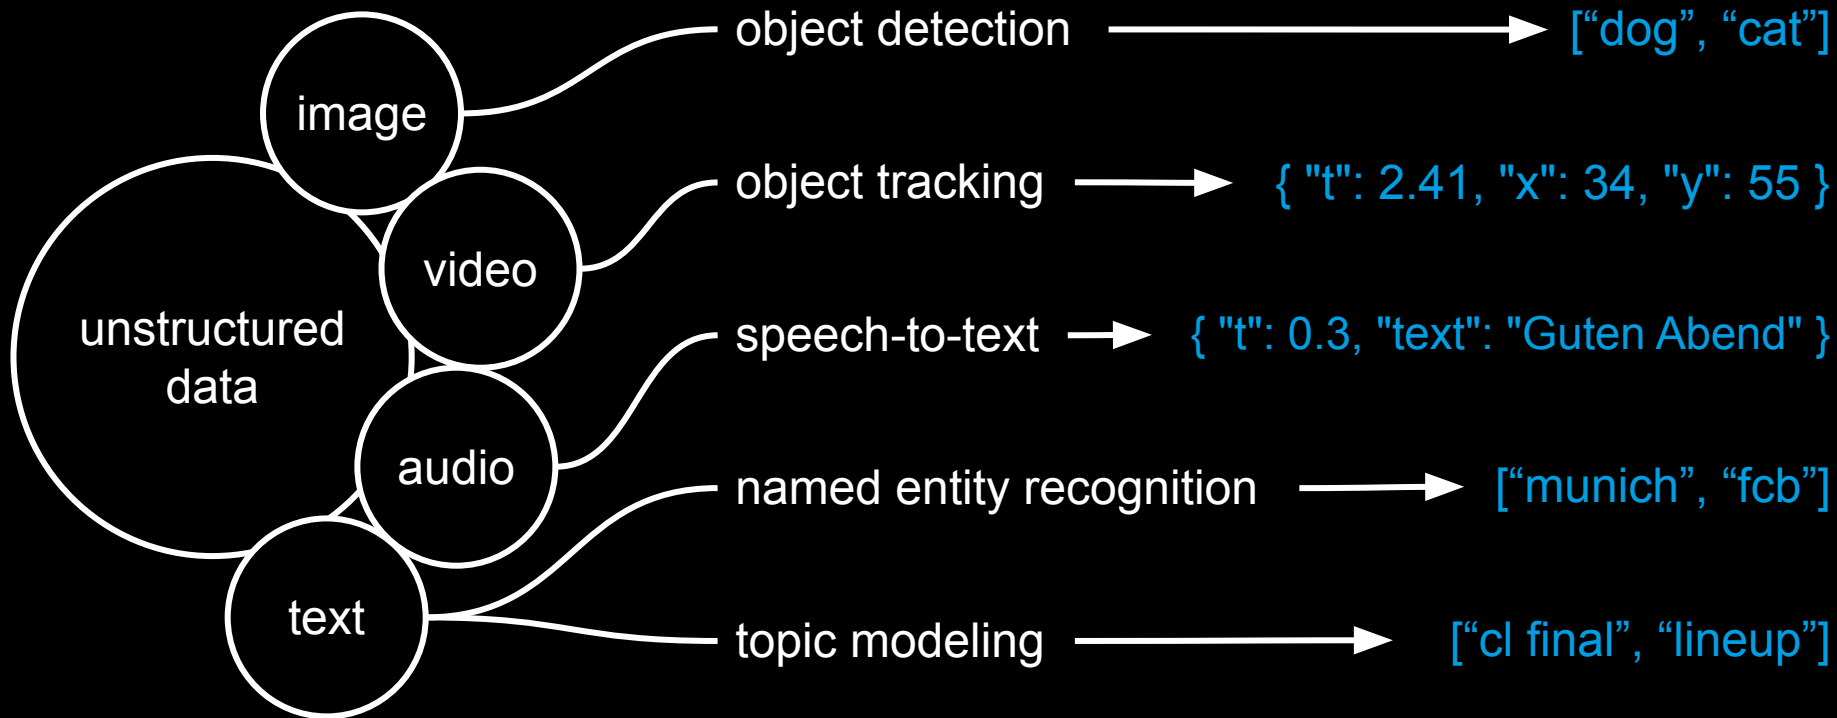 image
video
unstructured
data
audio
text
object detection
["dog", "cat"]
object tracking
{ "t": 2.41, "x": 34, "y": 55 }
speech-to-text
{ "t": 0.3, "text": "Guten Abend" }
named entity recognition
[“munich”, “fcb”]
topic modeling
[“cl final”, “lineup”]